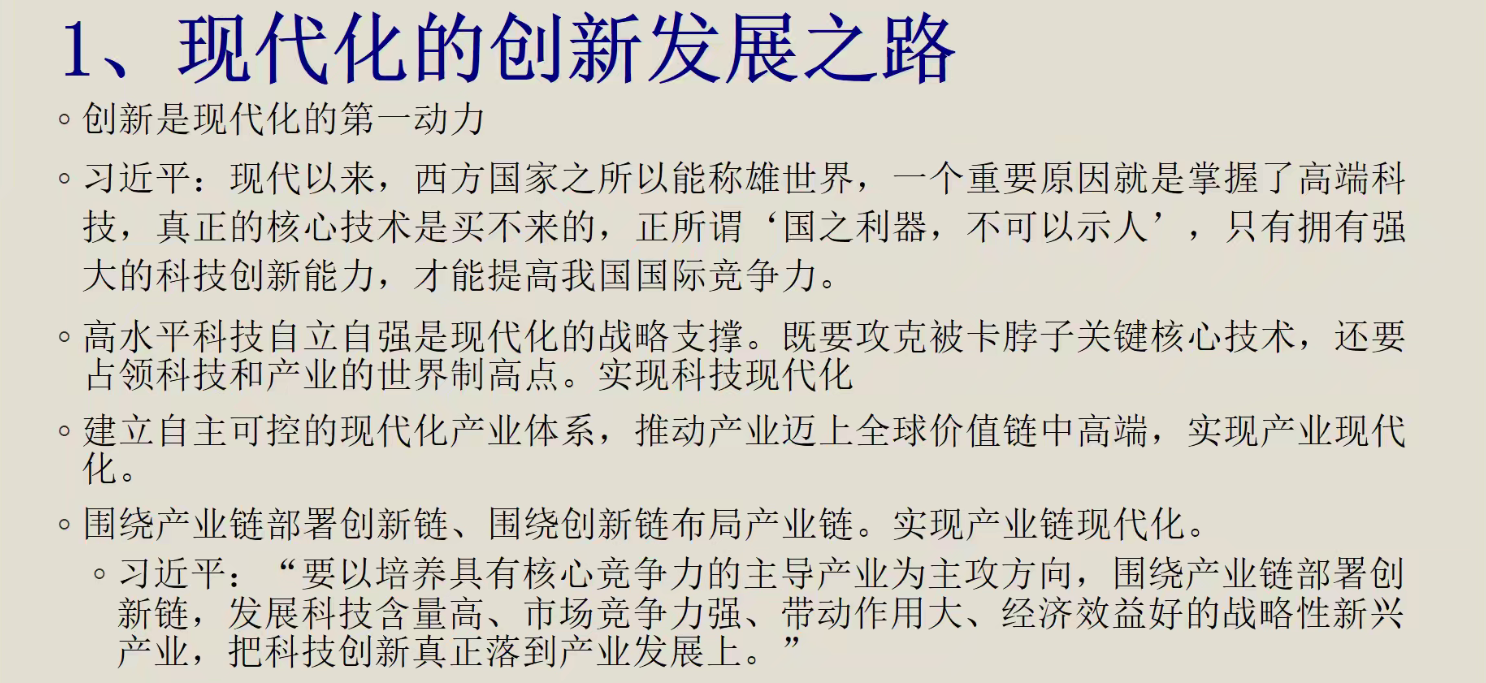 1、现代化的创新发展之路
◦ 创新是现代化的第一动力
◦ 习近平：现代以来，西方国家之所以能称雄世界，一个重要原因就是掌握了高端科
技，真正的核心技术是买不来的，正所谓‘国之利器，不可以示人’，只有拥有强
大的科技创新能力，才能提高我国国际竞争力。
◦ 高水平科技自立自强是现代化的战略支撑。既要攻克被卡脖子关键核心技术，还要
占领科技和产业的世界制高点。实现科技现代化
◦ 建立自主可控的现代化产业体系，推动产业迈上全球价值链中高端，实现产业现代
化。
◦ 围绕产业链部署创新链、围绕创新链布局产业链。实现产业链现代化。
◦ 习近平：“要以培养具有核心竞争力的主导产业为主攻方向，围绕产业链部署创
新链，发展科技含量高、市场竞争力强、带动作用大、经济效益好的战略性新兴
产业，把科技创新真正落到产业发展上。”